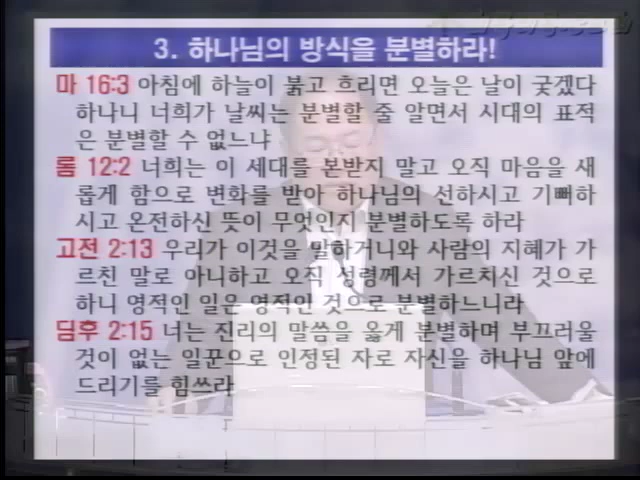 3. 하나님의 방식을 분별하라!
마 16:3 아침에 하늘이 붉고 흐리면 오늘은 날이 궂겠다
하나니 너희가 날씨는 분별할 줄 알면서 시대의 표적
은 분별할 수 없느냐
롬 12:2 너희는 이 세대를 본받지 말고 오직 마음을 새
롭게 함으로 변화를 받아 하나님의 선하시고 기뻐하
시고 온전하신 뜻이 무엇인지 분별하도록 하라
고전 2:13 우리가 이것을 말하거니와 사람의 지혜가 가
르친 말로 아니하고 오직 성령께서 가르치신 것으로
하니 영적인 일은 영적인 것으로 분별하느니라
딤후 2:15 너는 진리의 말씀을 옳게 분별하며 부끄러울
것이 없는 일꾼으로 인정된 자로 자신을 하나님 앞에
드리기를 힘쓰라